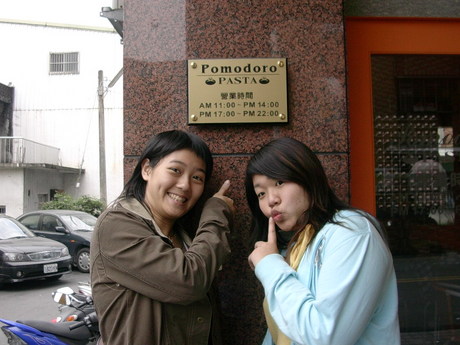 Pomodoro
PASTA
營業時間
AM 11:00~PM 14:00
PM 17:00~PM 22:00